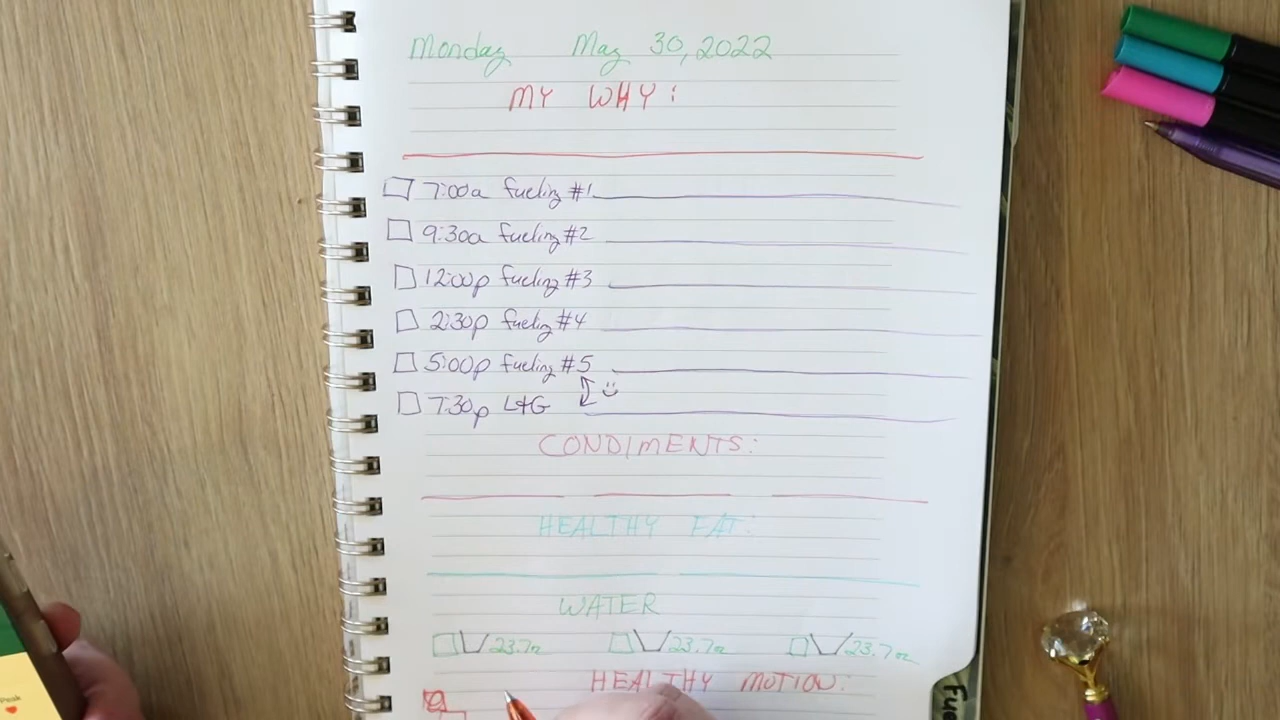 Monday May 30, 2022
MY WHY:
7:00a fueling #1
9:30a fueling #2
12:00p fueling #3
2:30p fueling #4
5:00p fueling #5
7:30p L+G
CONDIMENTS:
HEALTHY FAT:
WATER
23.7oz 23.7oz 23.7oz
HEALTHY MOTION:
Peak
Fue